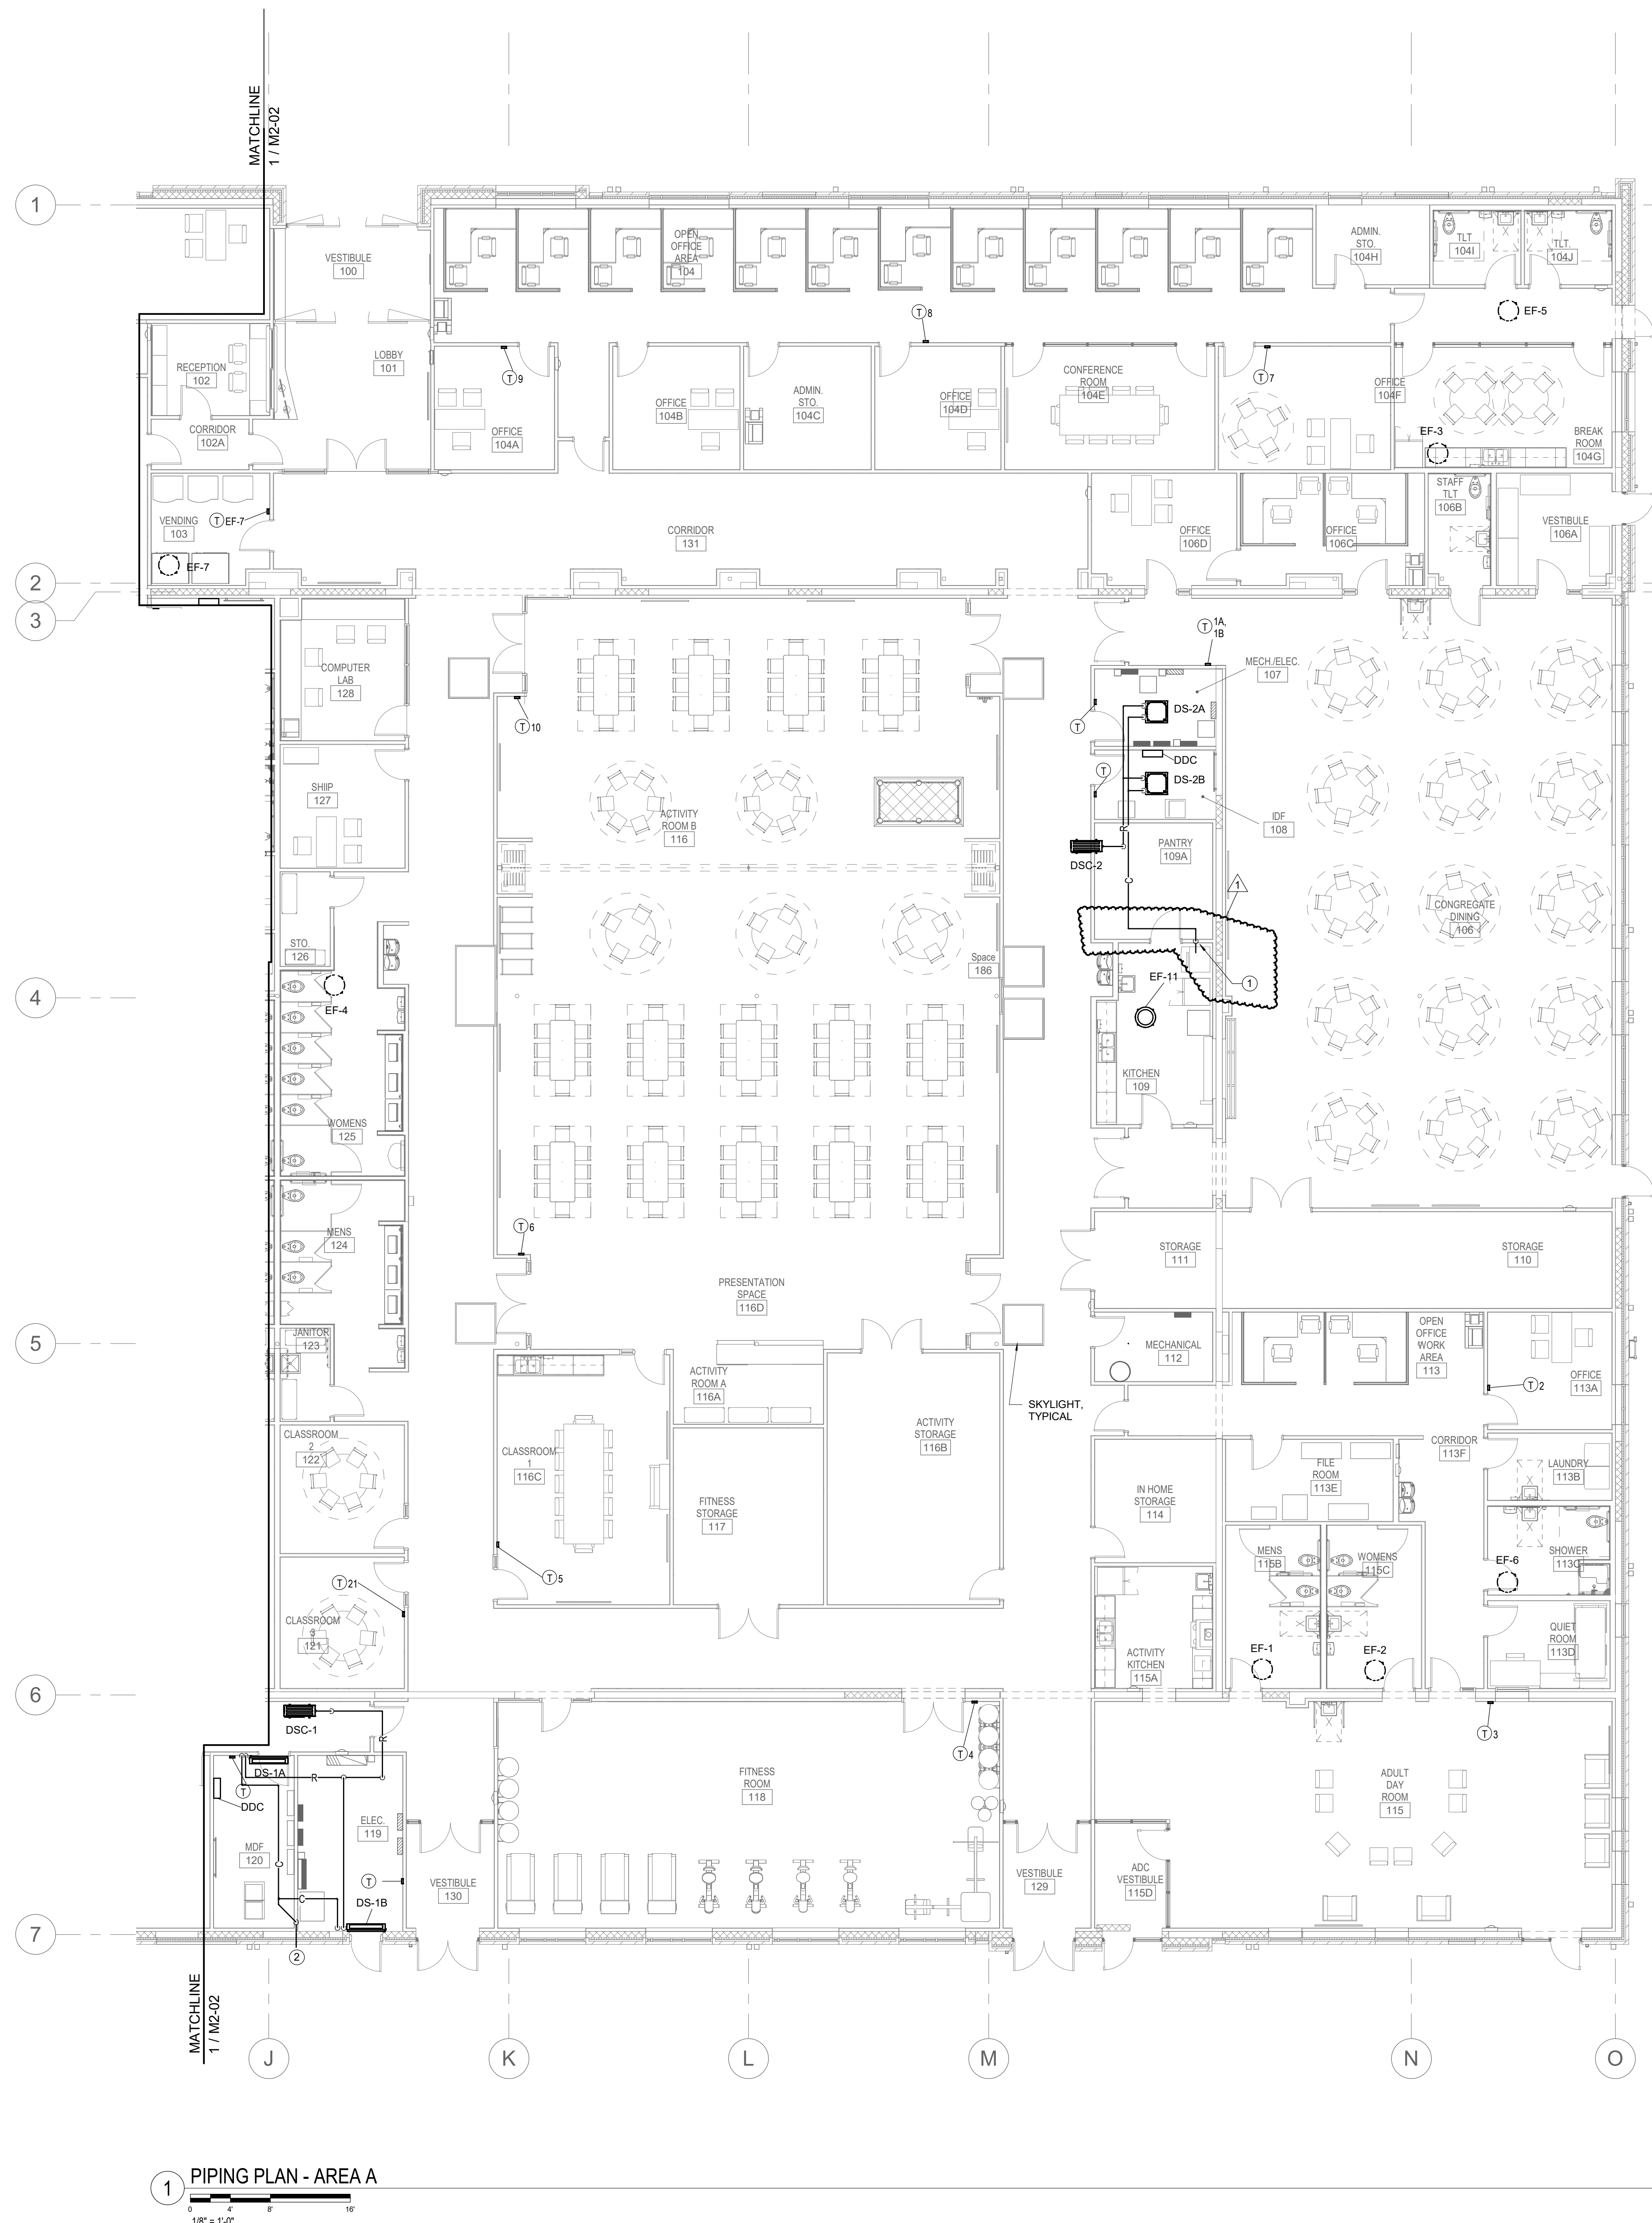 MATCHLINE
1 / M2-02
1
VESTIBULE
100
OPEN
OFFICE
AREA
104
ADMIN.
STO.
104H
TLT
104I
TLT.
104J
T 8
EF-5
T 9
LOBBY
101
RECEPTION
102
CONFERENCE
ROOM
104E
T 7
OFFICE
104F
ADMIN.
STO.
104C
OFFICE
104B
OFFICE
104D
OFFICE
104A
CORRIDOR
102A
EF-3
BREAK
ROOM
104G
STAFF
TLT
106B
VENDING
103
T EF-7
EF-7
CORRIDOR
131
OFFICE
106D
OFFICE
106C
VESTIBULE
106A
2
3
T 1A,
1B
COMPUTER
LAB
128
MECH./ELEC.
107
T 10
T
DS-2A
DDC
T
DS-2B
SHIIP
127
ACTIVITY
ROOM B
116
IDF
108
R
PANTRY
109A
DSC-2
C
1
CONGREGATE
DINING
106
STO.
126
Space
186
EF-11
1
4
EF-4
KITCHEN
109
WOMENS
125
MENS
124
T 6
STORAGE
111
STORAGE
110
PRESENTATION
SPACE
116D
5
JANITOR
123
MECHANICAL
112
OPEN
OFFICE
WORK
AREA
113
OFFICE
113A
T 2
ACTIVITY
ROOM A
116A
SKYLIGHT,
TYPICAL
ACTIVITY
STORAGE
116B
CLASSROOM
2
122
CLASSROOM
1
116C
CORRIDOR
113F
FILE
ROOM
113E
LAUNDRY
113B
IN HOME
STORAGE
114
FITNESS
STORAGE
117
MENS
115B
WOMENS
115C
SHOWER
113C
EF-6
T 5
T 21
CLASSROOM
3
121
QUIET
ROOM
113D
EF-1
EF-2
ACTIVITY
KITCHEN
115A
6
DSC-1
C
R
T 4
T 3
DS-1A
T
R
DDC
FITNESS
ROOM
118
ADULT
DAY
ROOM
115
ELEC.
119
MDF
120
C
T
C
DS-1B
VESTIBULE
130
VESTIBULE
129
ADC
VESTIBULE
115D
7
2
MATCHLINE
1 / M2-02
J
K
L
M
N
O
1
PIPING PLAN - AREA A
0 4' 8' 16'
1/8" = 1'-0"